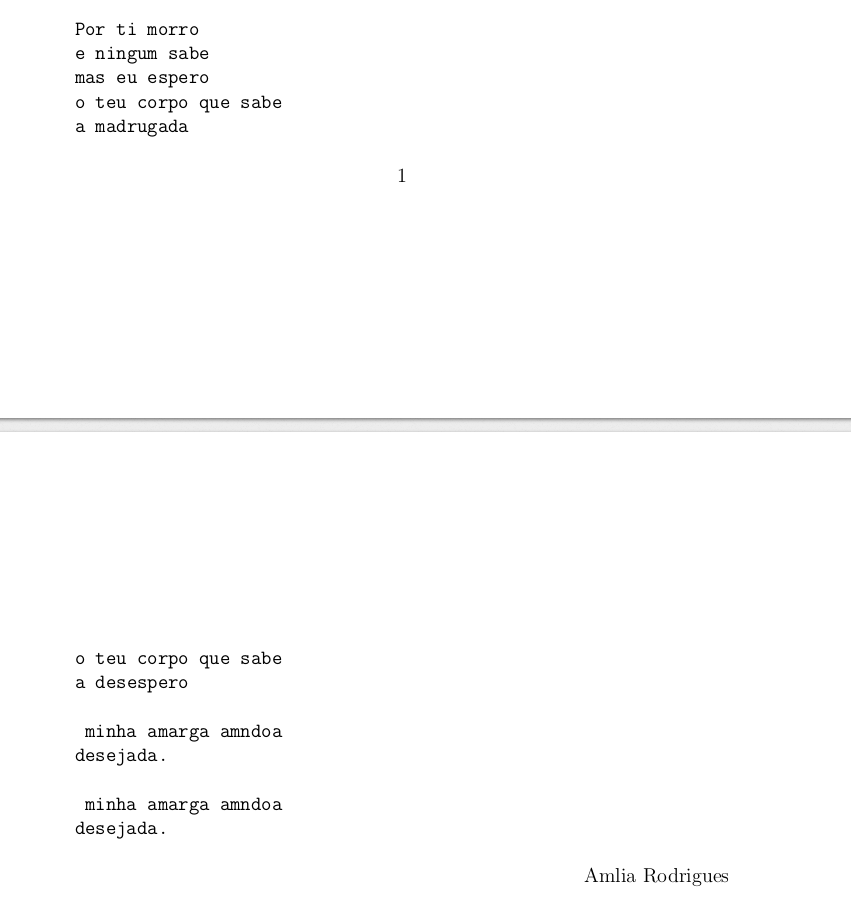 Por ti morro
e ningum sabe
mas eu espero
o teu corpo que sabe
a madrugada
1
o teu corpo que sabe
a desespero
minha amarga amndoa
desejada.
minha amarga amndoa
desejada.
Amlia Rodrigues